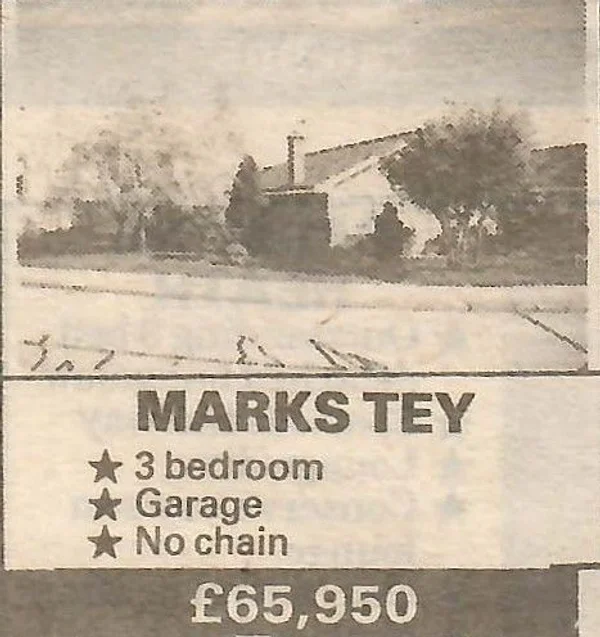 MARKS TEY
★ 3 bedroom
★ Garage
★ No chain
£65,950